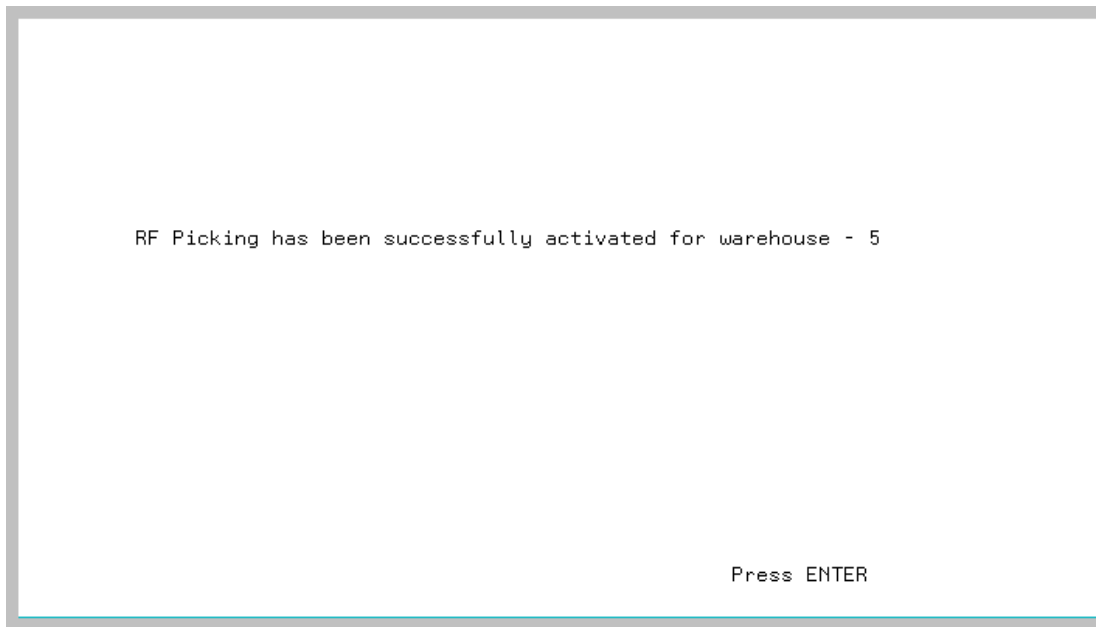 RF Picking has been successfully activated for warehouse - 5
Press ENTER